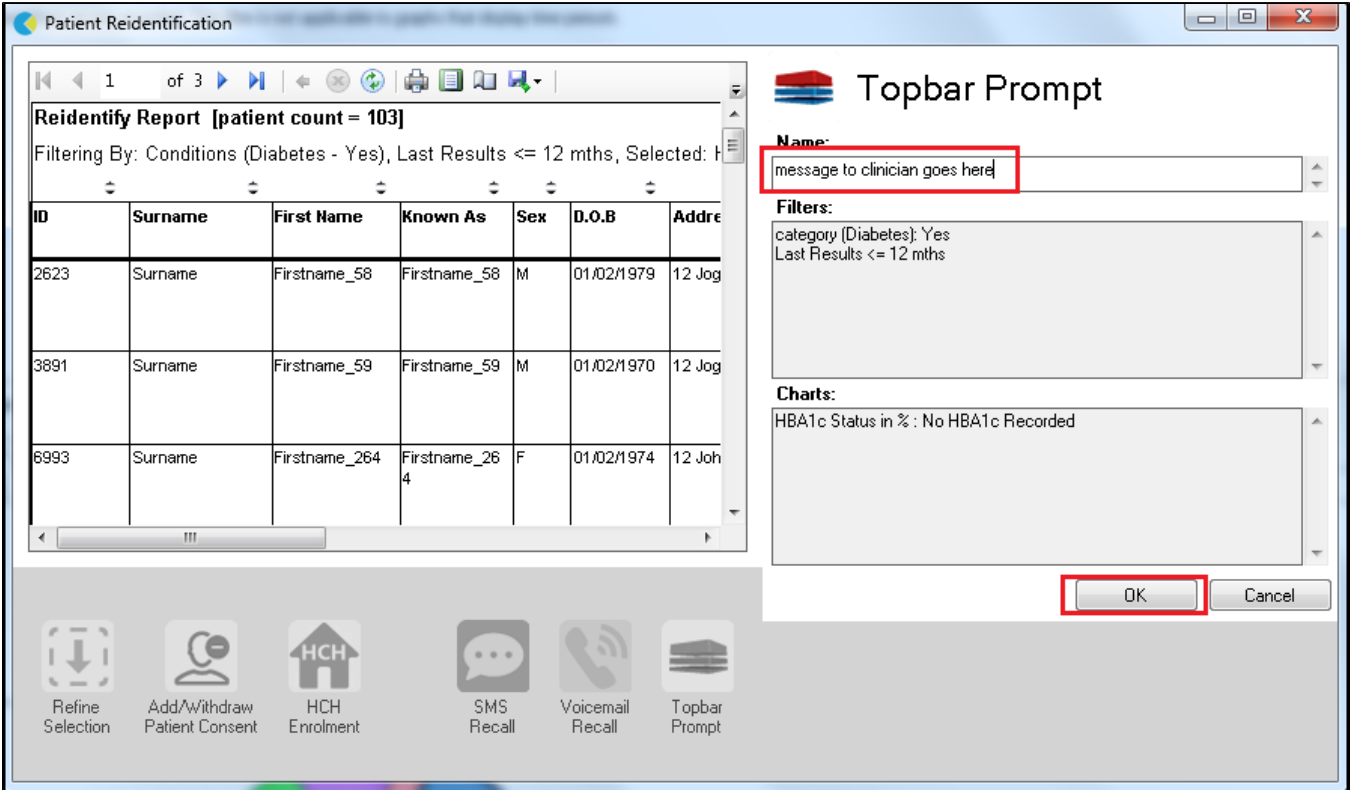 Patient Reidentification
1 of 3
Reidentify Report [patient count = 103]
Filtering By: Conditions (Diabetes - Yes), Last Results <= 12 mths, Selected: H
ID Surname First Name Known As Sex D.O.B Addre
2623 Surname Firstname_58 Firstname_58 M 01/02/1979 12 Jog
3891 Surname Firstname_59 Firstname_59 M 01/02/1970 12 Jog
6993 Surname Firstname_264 Firstname_26 F 01/02/1974 12 Joh
4
Topbar Prompt
Name:
message to clinician goes here
Filters:
category (Diabetes): Yes
Last Results <= 12 mths
Charts:
HBA1c Status in % : No HBA1c Recorded
OK Cancel
HCH
Refine Add/Withdraw HCH SMS Voicemail Topbar
Selection Patient Consent Enrolment Recall Recall Prompt